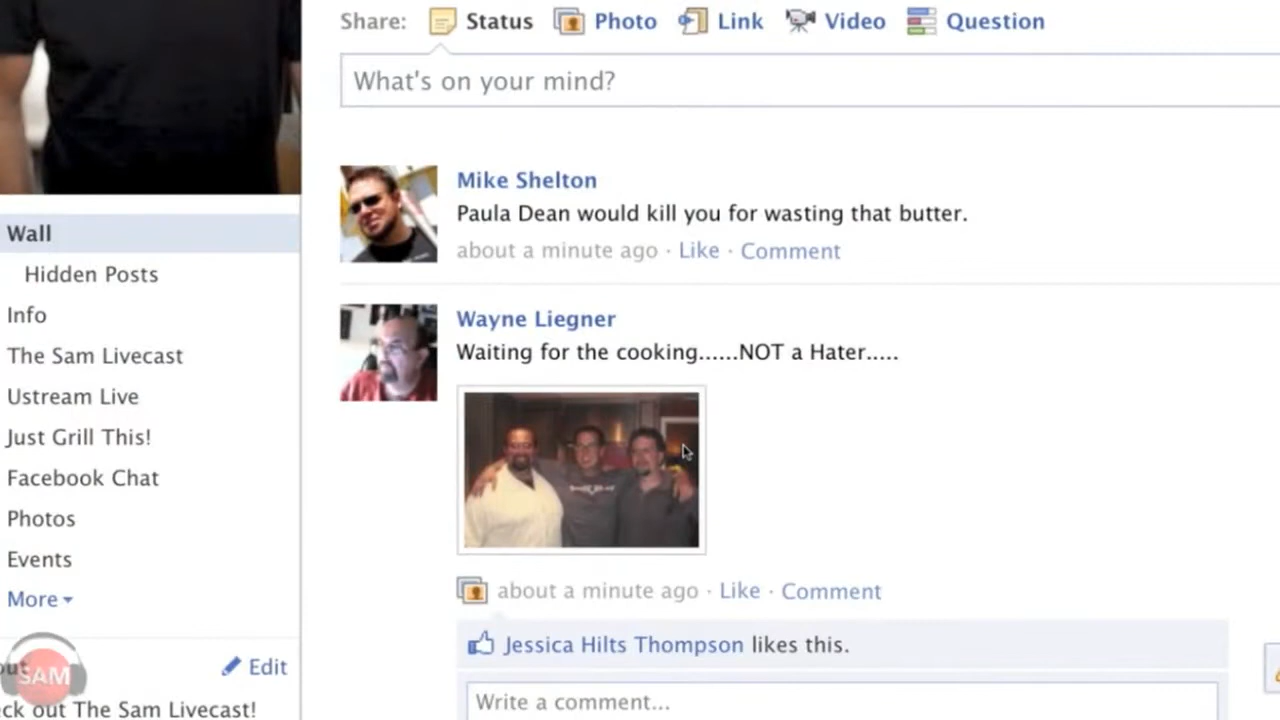 Share: Status Photo Link Video Question
What's on your mind?
Mike Shelton
Paula Dean would kill you for wasting that butter.
about a minute ago · Like · Comment
Wayne Liegner
Waiting for the cooking......NOT a Hater.....
about a minute ago · Like · Comment
Jessica Hilts Thompson likes this.
Write a comment...
Wall
Hidden Posts
Info
The Sam Livecast
Ustream Live
Just Grill This!
Facebook Chat
Photos
Events
More
Edit
SAM
out The Sam Livecast!